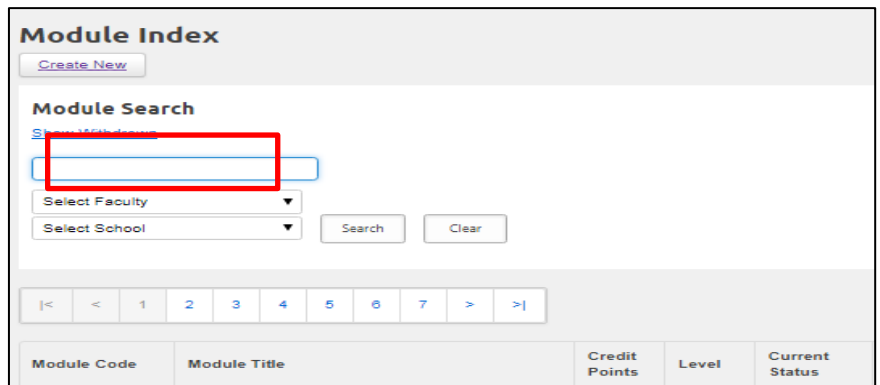 Module Index
Create New
Module Search
Show Withdrawn
Select Faculty
Select School Search Clear
|< < 1 2 3 4 5 6 7 > >|
Module Code Module Title Credit Points Level Current Status